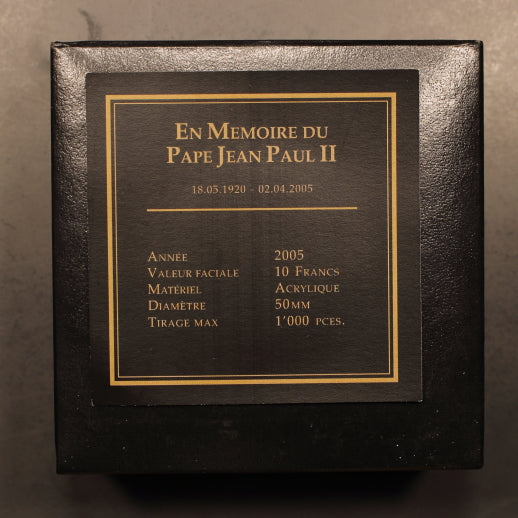 En Memoire du
Pape Jean Paul II
18.05.1920 - 02.04.2005
Année 2005
Valeur faciale 10 Francs
Matériel Acrylique
Diamètre 50mm
Tirage max 1'000 pces.